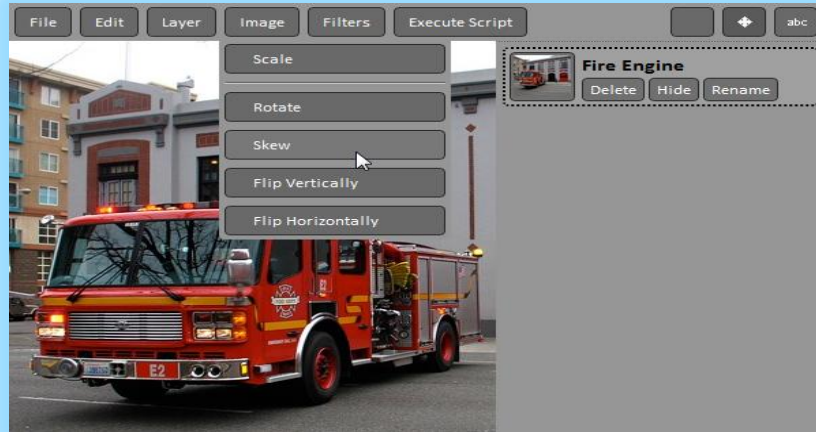 File Edit Layer Image Filters Execute Script abc
Scale
Rotate
Skew
Flip Vertically
Flip Horizontally
Fire Engine
Delete Hide Rename
E2
E2